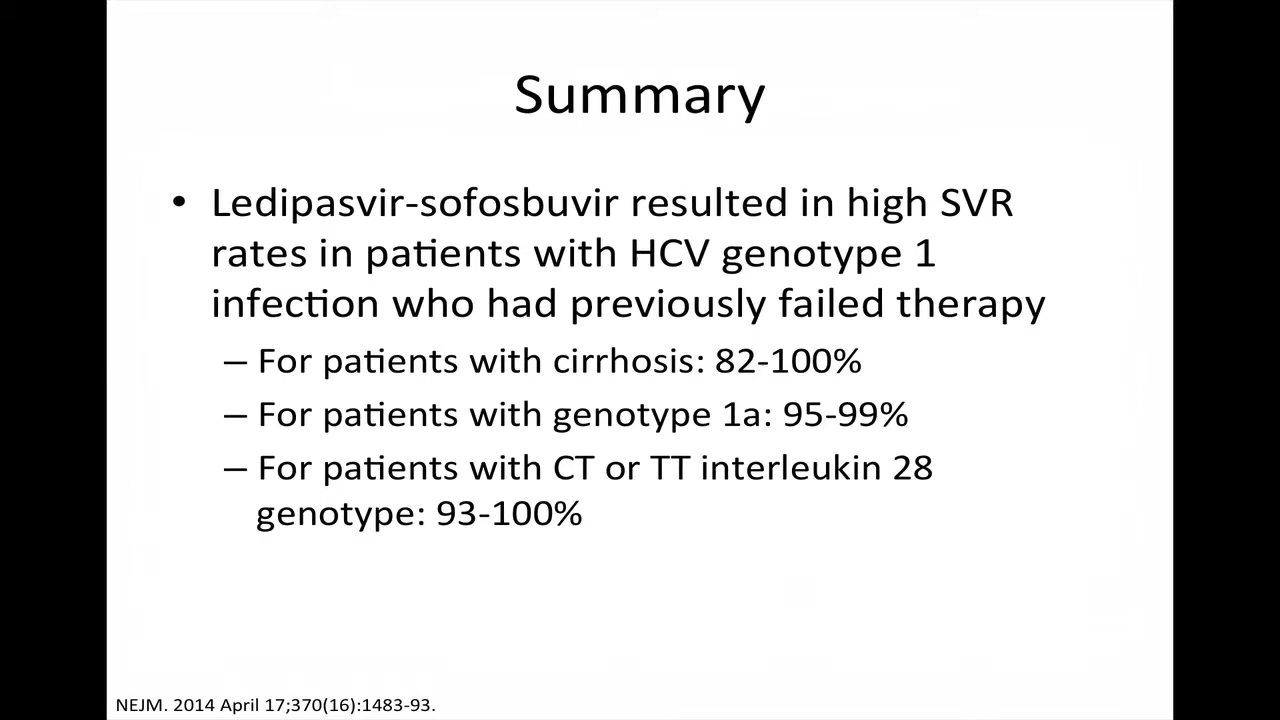 Summary
• Ledipasvir-sofosbuvir resulted in high SVR
rates in patients with HCV genotype 1
infection who had previously failed therapy
– For patients with cirrhosis: 82-100%
– For patients with genotype 1a: 95-99%
– For patients with CT or TT interleukin 28
genotype: 93-100%
NEJM. 2014 April 17;370(16):1483-93.